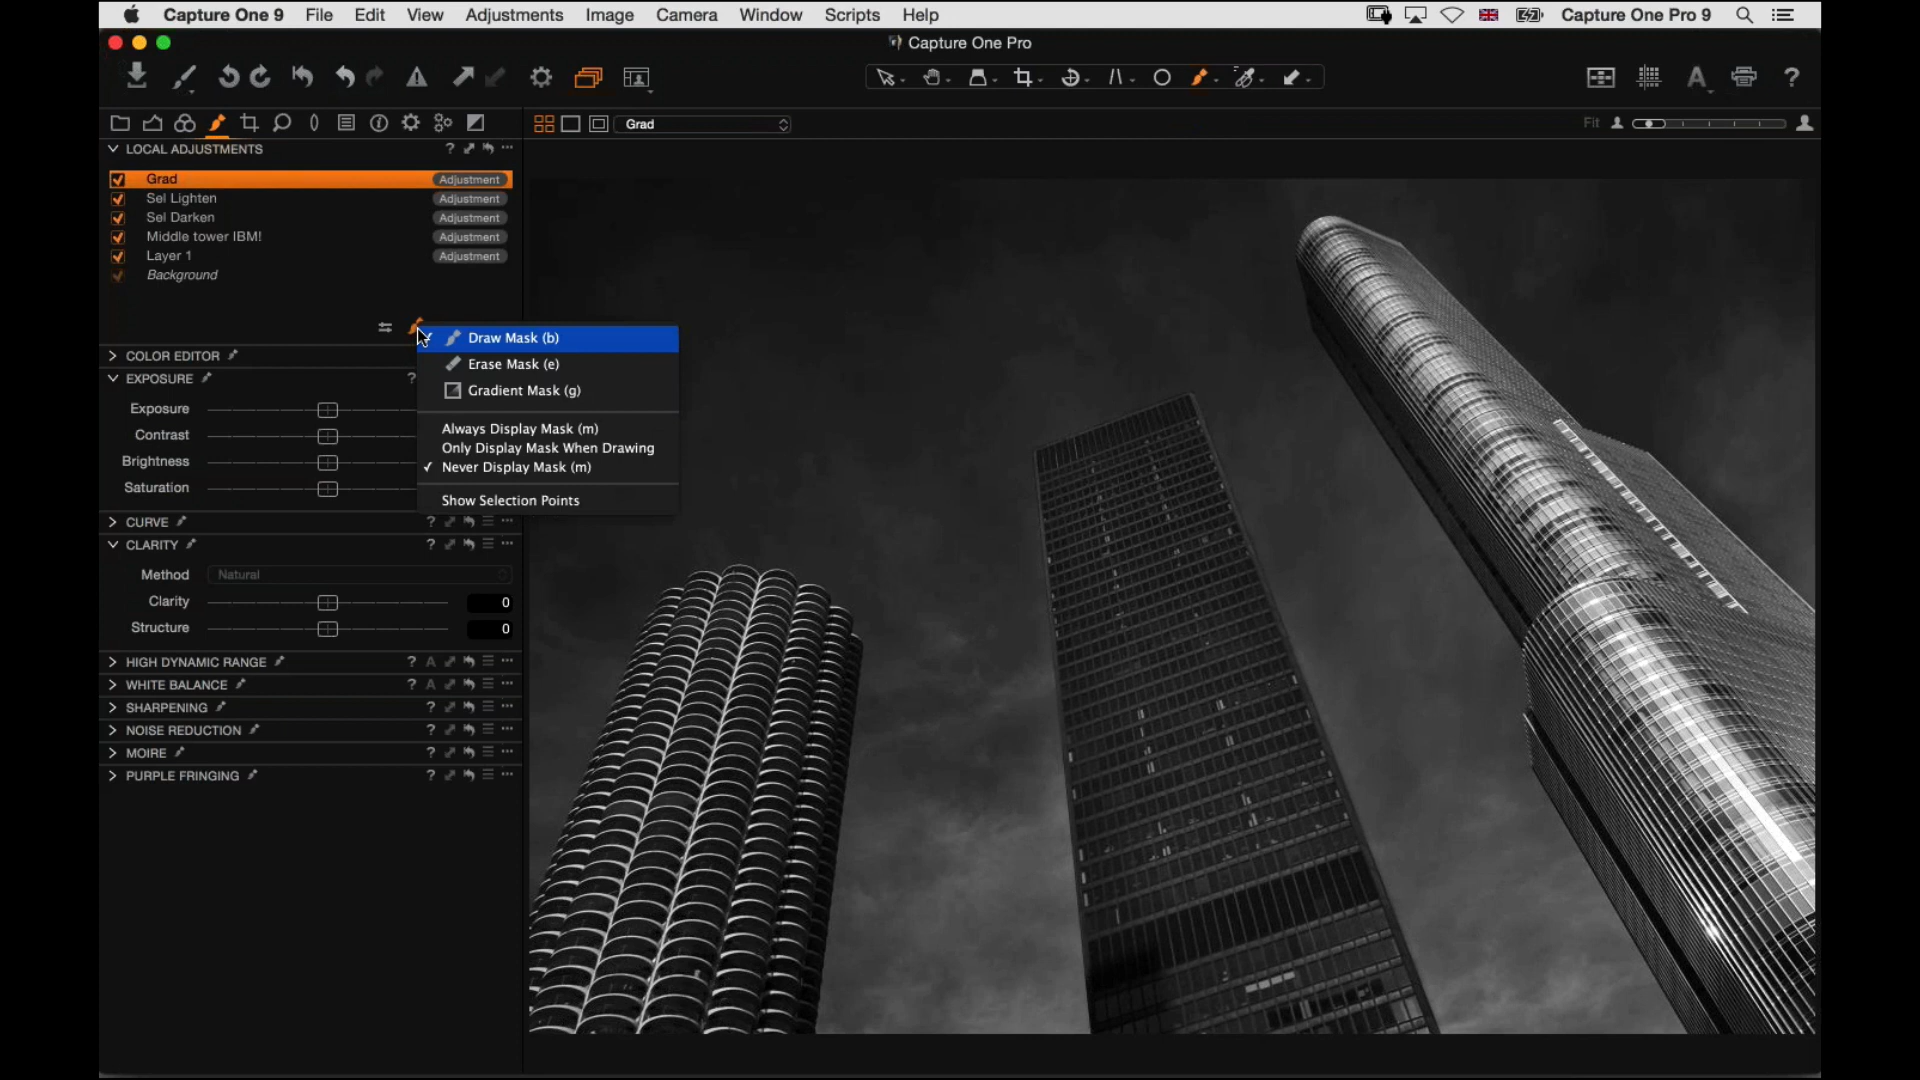 Capture One 9 File Edit View Adjustments Image Camera Window Scripts Help Capture One Pro 9
Capture One Pro
A ?
Grad Fit
LOCAL ADJUSTMENTS ?
Grad Adjustment
Sel Lighten Adjustment
Sel Darken Adjustment
Middle tower IBM! Adjustment
Layer 1 Adjustment
Background
Draw Mask (b)
Erase Mask (e)
Gradient Mask (g)
Always Display Mask (m)
Only Display Mask When Drawing
Never Display Mask (m)
Show Selection Points
COLOR EDITOR
EXPOSURE ?
Exposure
Contrast
Brightness
Saturation
CURVE ?
CLARITY ?
Method Natural
Clarity 0
Structure 0
HIGH DYNAMIC RANGE ? A
WHITE BALANCE ? A
SHARPENING ?
NOISE REDUCTION ?
MOIRE ?
PURPLE FRINGING ?